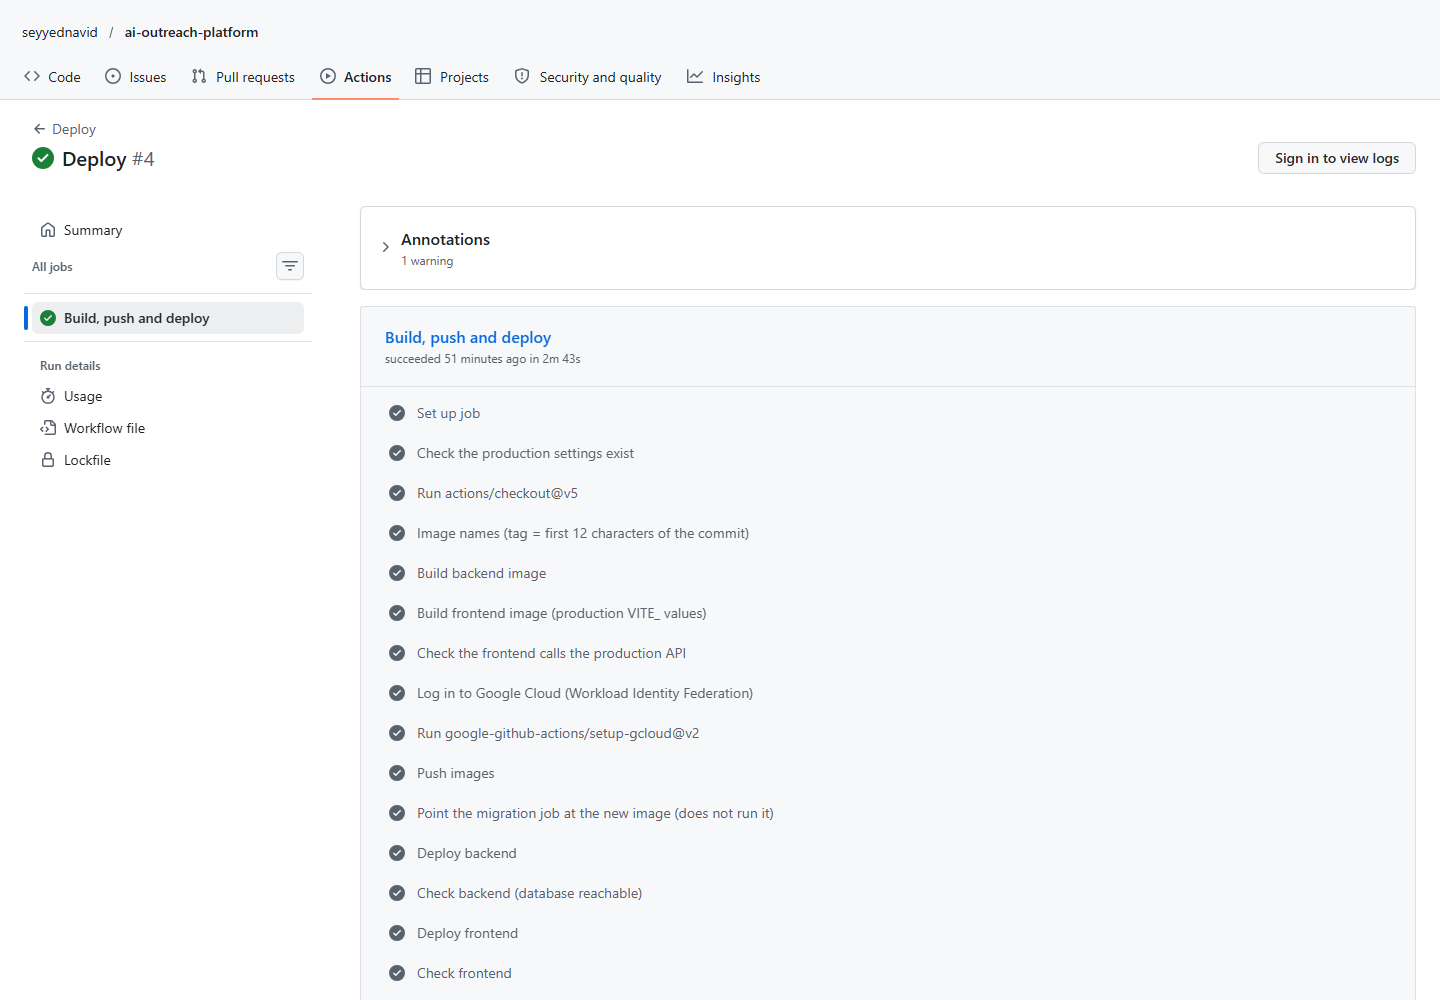 seyyednavid / ai-outreach-platform
Code Issues Pull requests Actions Projects Security and quality Insights
Deploy
Deploy #4
Sign in to view logs
Summary
All jobs
Build, push and deploy
Run details
Usage
Workflow file
Lockfile
Annotations
1 warning
Build, push and deploy
succeeded 51 minutes ago in 2m 43s
Set up job
Check the production settings exist
Run actions/checkout@v5
Image names (tag = first 12 characters of the commit)
Build backend image
Build frontend image (production VITE_ values)
Check the frontend calls the production API
Log in to Google Cloud (Workload Identity Federation)
Run google-github-actions/setup-gcloud@v2
Push images
Point the migration job at the new image (does not run it)
Deploy backend
Check backend (database reachable)
Deploy frontend
Check frontend